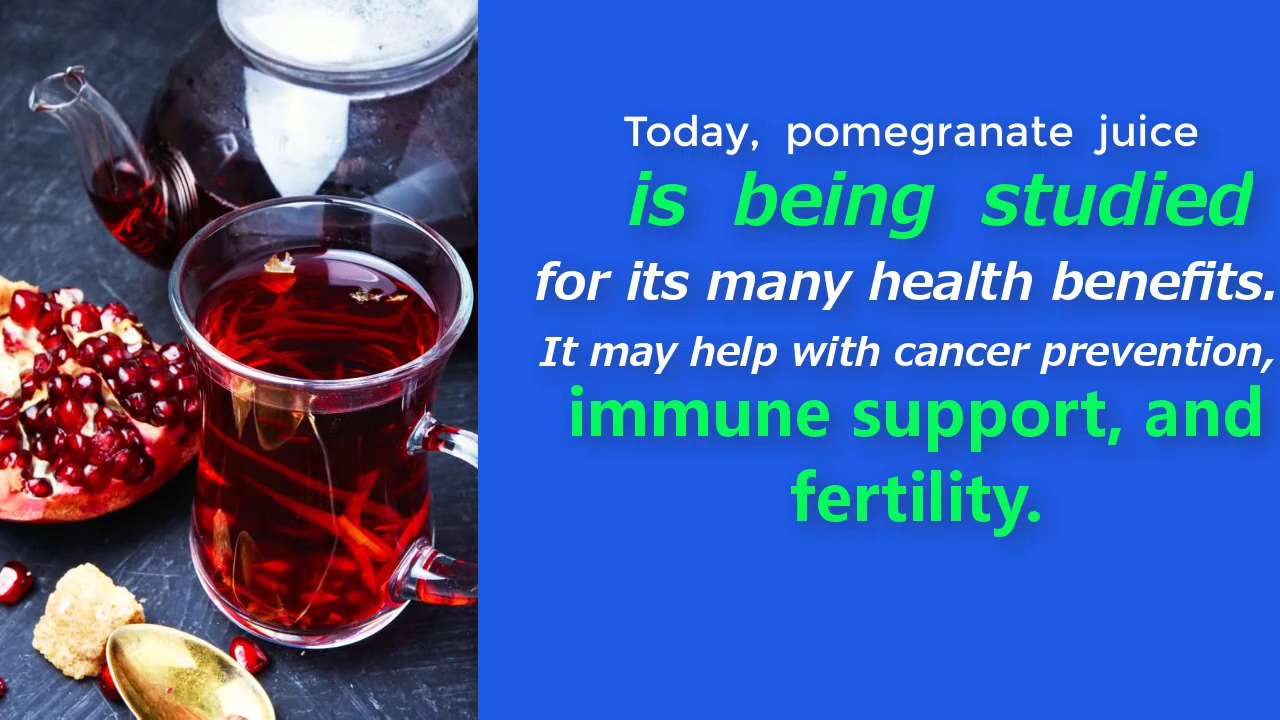 Today, pomegranate juice
is being studied
for its many health benefits.
It may help with cancer prevention,
immune support, and
fertility.